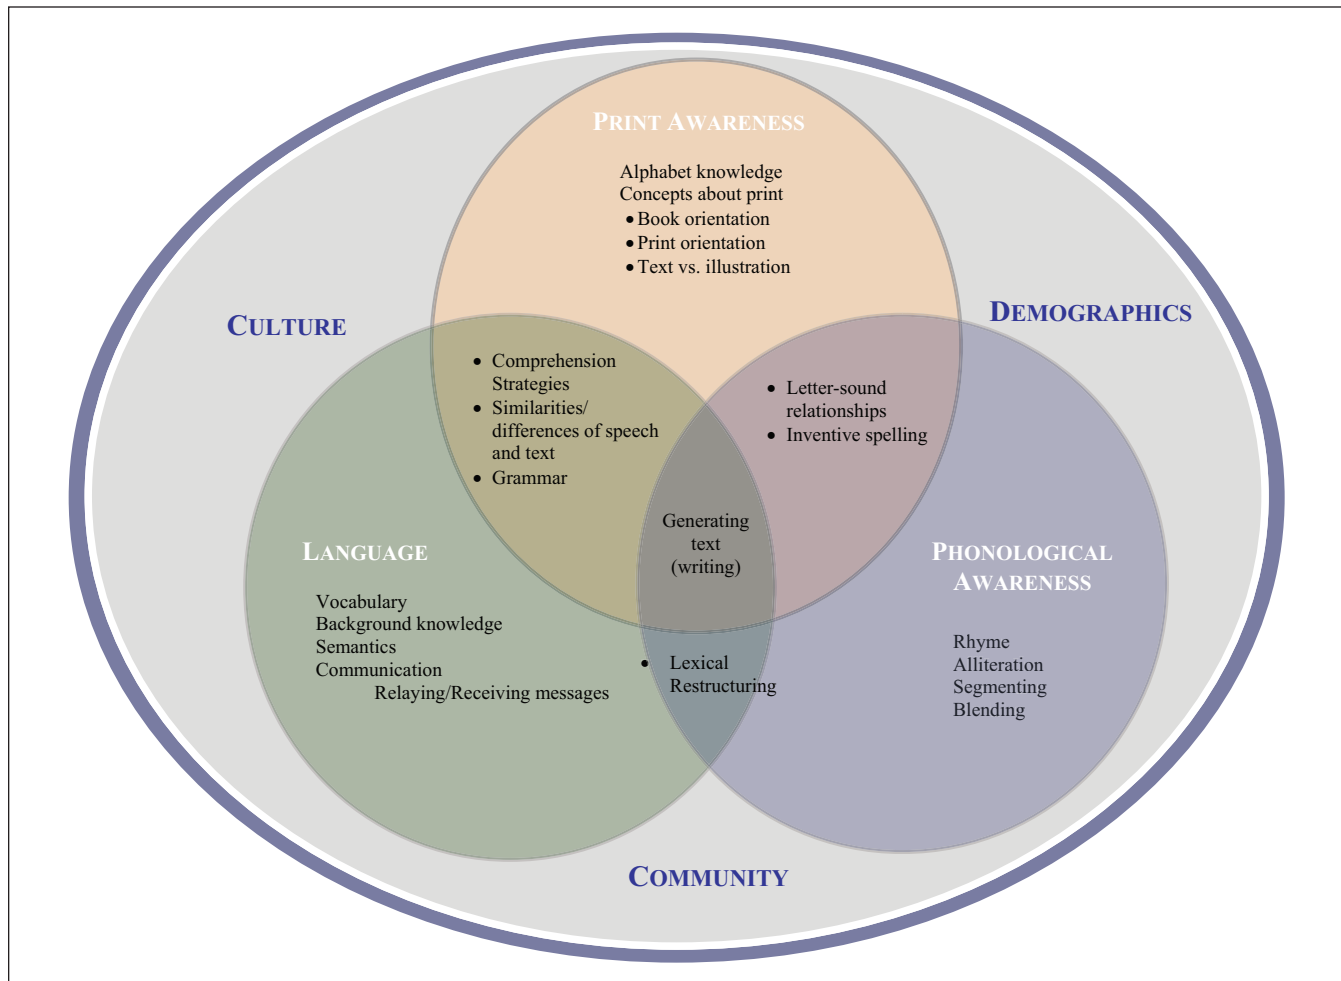 PRINT AWARENESS
Alphabet knowledge
Concepts about print
• Book orientation
• Print orientation
• Text vs. illustration
CULTURE
DEMOGRAPHICS
• Comprehension
Strategies
• Similarities/
differences of speech
and text
• Grammar
• Letter-sound
relationships
• Inventive spelling
Generating
text
(writing)
LANGUAGE
Vocabulary
Background knowledge
Semantics
Communication
Relaying/Receiving messages
PHONOLOGICAL
AWARENESS
Rhyme
Alliteration
Segmenting
Blending
• Lexical
Restructuring
COMMUNITY